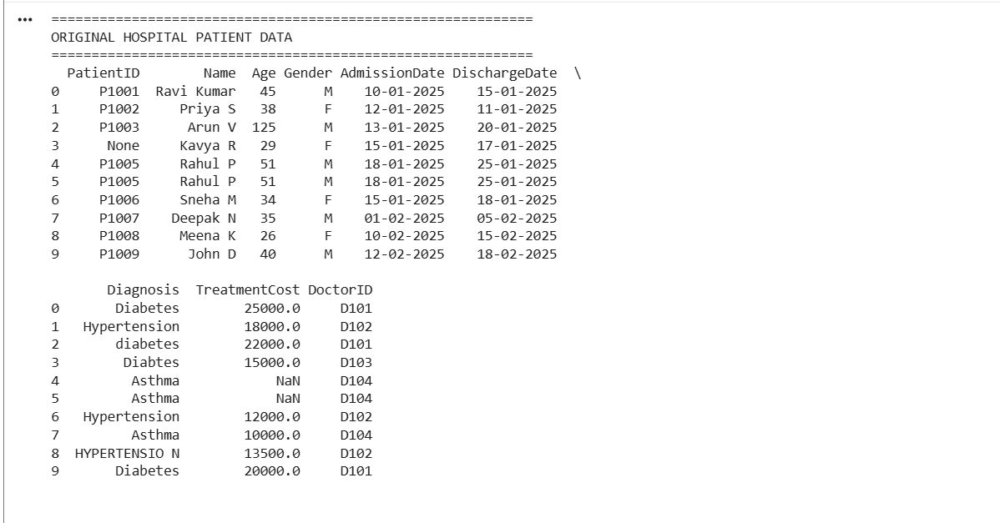 •••
============================================================
ORIGINAL HOSPITAL PATIENT DATA
============================================================
  PatientID        Name  Age Gender AdmissionDate DischargeDate  \
0     P1001  Ravi Kumar   45      M    10-01-2025    15-01-2025
1     P1002     Priya S   38      F    12-01-2025    11-01-2025
2     P1003      Arun V  125      M    13-01-2025    20-01-2025
3      None     Kavya R   29      F    15-01-2025    17-01-2025
4     P1005     Rahul P   51      M    18-01-2025    25-01-2025
5     P1005     Rahul P   51      M    18-01-2025    25-01-2025
6     P1006     Sneha M   34      F    15-01-2025    18-01-2025
7     P1007    Deepak N   35      M    01-02-2025    05-02-2025
8     P1008     Meena K   26      F    10-02-2025    15-02-2025
9     P1009      John D   40      M    12-02-2025    18-02-2025
       Diagnosis  TreatmentCost DoctorID
0       Diabetes        25000.0     D101
1   Hypertension        18000.0     D102
2       diabetes        22000.0     D101
3        Diabtes        15000.0     D103
4         Asthma            NaN     D104
5         Asthma            NaN     D104
6   Hypertension        12000.0     D102
7         Asthma        10000.0     D104
8  HYPERTENSIO N        13500.0     D102
9       Diabetes        20000.0     D101